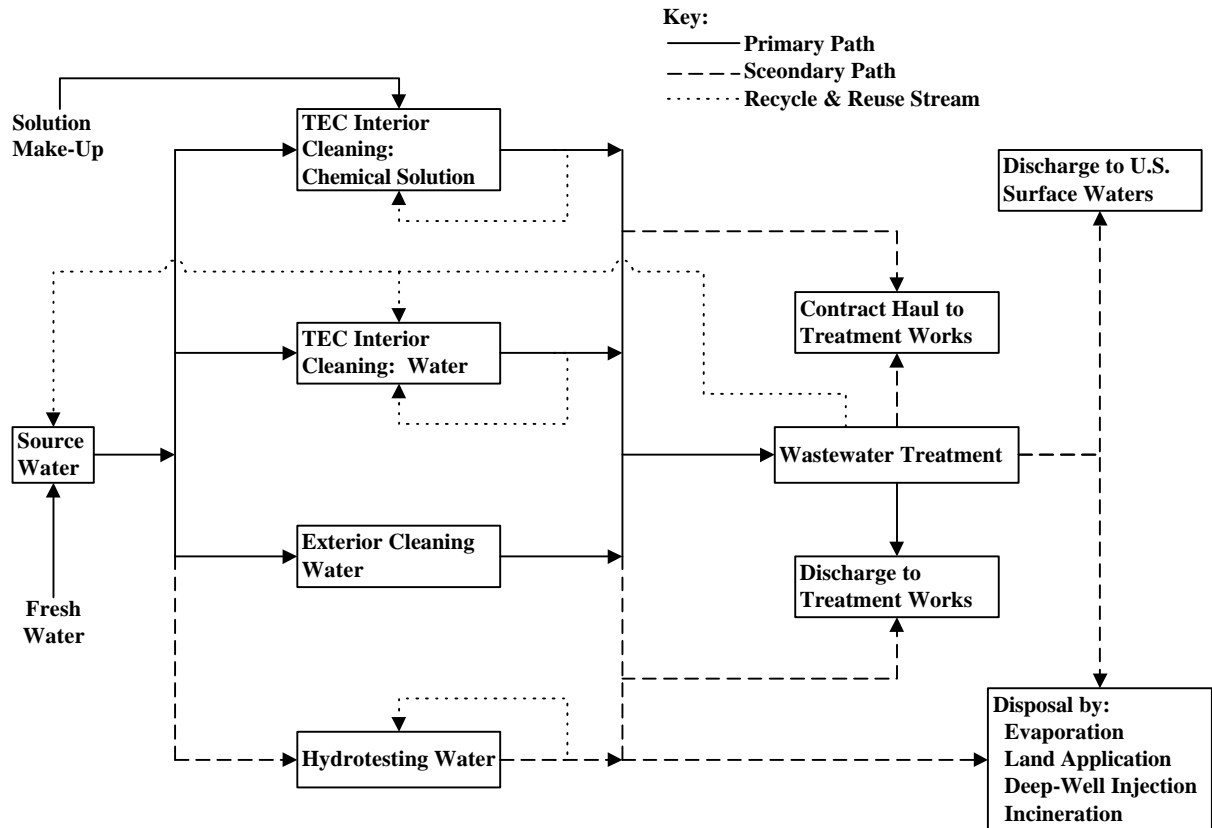 Key:
Primary Path
Sceondary Path
Recycle & Reuse Stream
Solution
Make-Up
TEC Interior
Cleaning:
Chemical Solution
Discharge to U.S.
Surface Waters
Contract Haul to
Treatment Works
TEC Interior
Cleaning: Water
Source
Water
Wastewater Treatment
Exterior Cleaning
Water
Discharge to
Treatment Works
Fresh
Water
Hydrotesting Water
Disposal by:
Evaporation
Land Application
Deep-Well Injection
Incineration